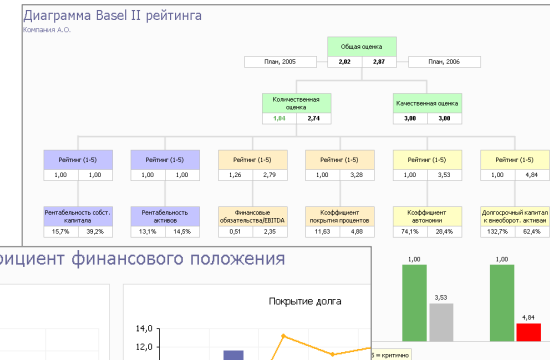 Диаграмма Basel II рейтинга
Компания А.О.
Общая оценка
План, 2005 2,02 2,87 План, 2006
Количественная оценка Качественная оценка
1,04 2,74 3,00 3,00
Рейтинг (1-5) Рейтинг (1-5) Рейтинг (1-5) Рейтинг (1-5) Рейтинг (1-5) Рейтинг (1-5)
1,00 1,00 1,00 1,00 1,26 2,79 1,00 3,28 1,00 3,53 1,00 4,84
Рентабельность собст. капитала Рентабельность активов Финансовые обязательства/EBITDA Коэффициент покрытия процентов Коэффициент автономии Долгосрочный капитал к внеоборот. активам
15,7% 39,2% 13,1% 14,5% 0,51 2,35 11,63 4,88 74,1% 28,4% 132,7% 62,4%
ициент финансового положения
Покрытие долга
14,0
12,0
1,00 1,00
3,53
4,84
5 = критично